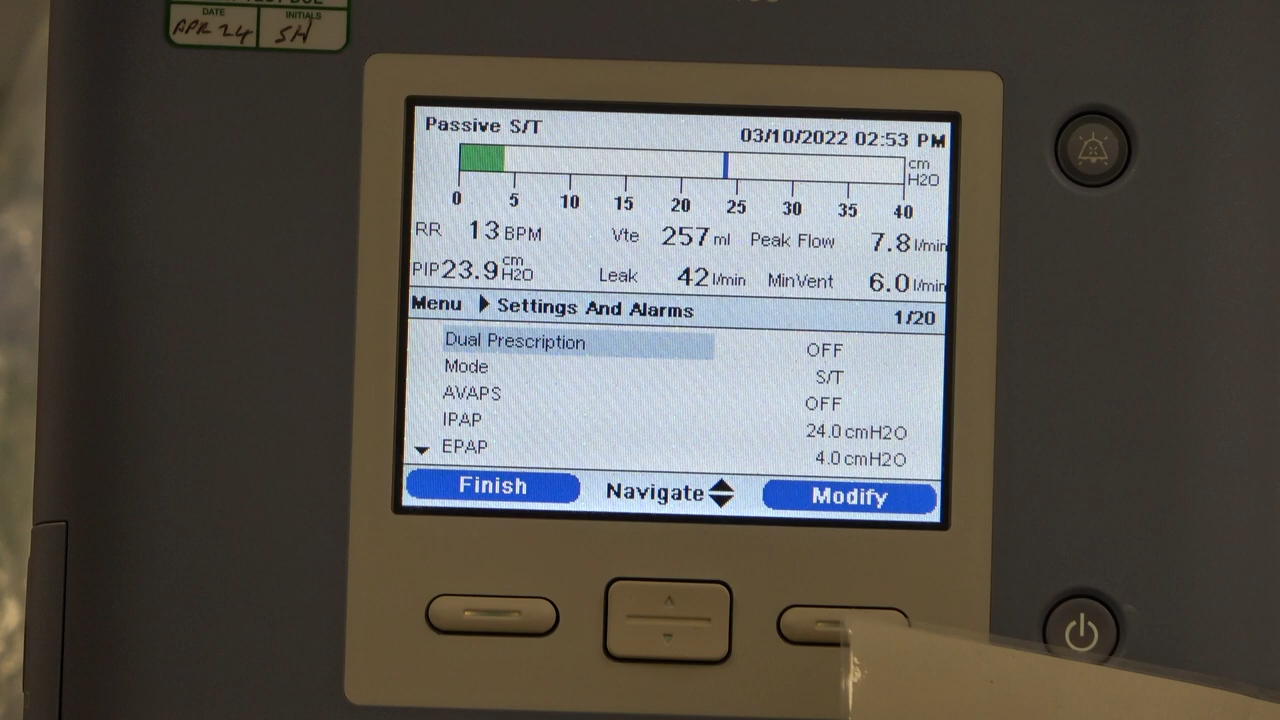 DATE
INITIALS
APR 24
SH
Passive S/T
03/10/2022 02:53 PM
cm
H2O
0 5 10 15 20 25 30 35 40
RR 13 BPM Vte 257 ml Peak Flow 7.8 l/min
PIP 23.9 cm H2O Leak 42 l/min MinVent 6.0 l/min
Menu Settings And Alarms 1/20
Dual Prescription OFF
Mode S/T
AVAPS OFF
IPAP 24.0 cmH2O
EPAP 4.0 cmH2O
Finish Navigate Modify